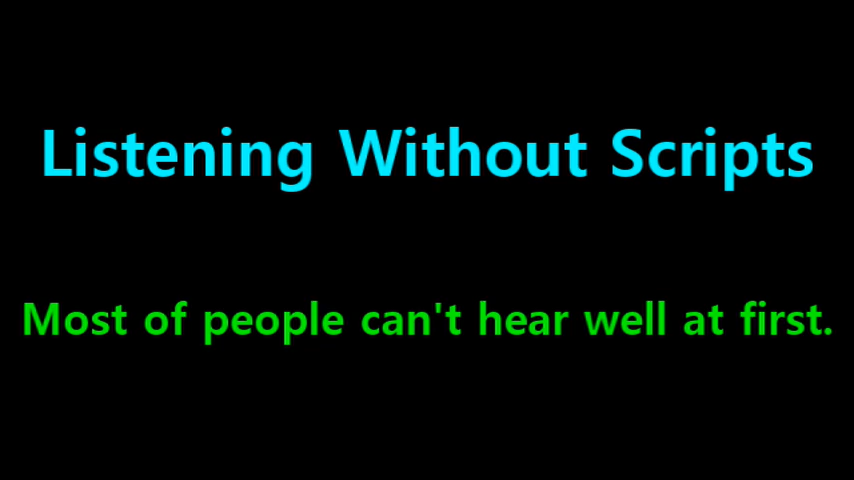 Listening Without Scripts
Most of people can't hear well at first.